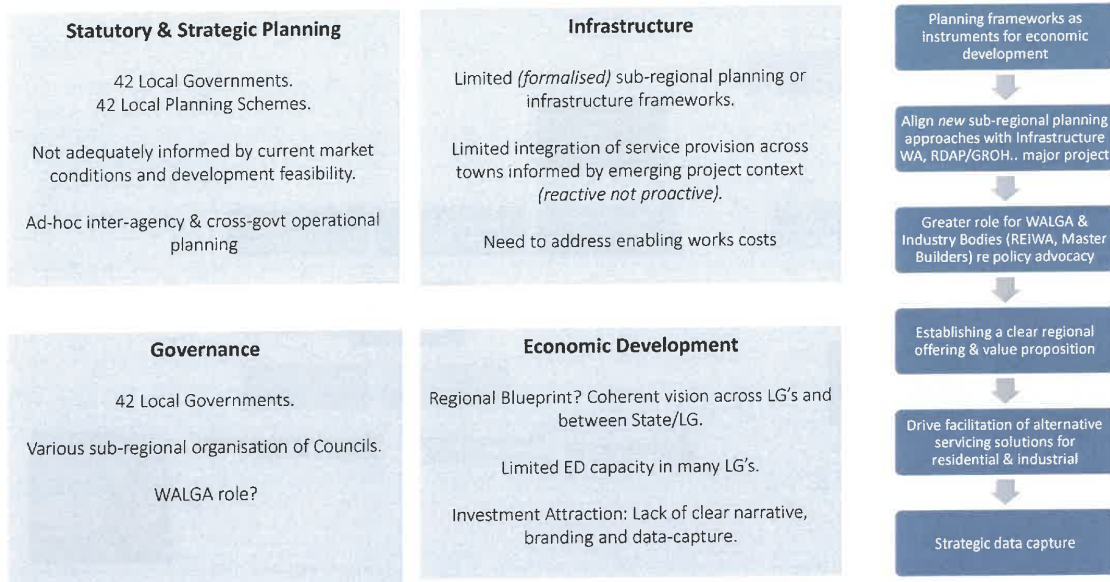 Statutory & Strategic Planning
42 Local Governments.
42 Local Planning Schemes.
Not adequately informed by current market
conditions and development feasibility.
Ad-hoc inter-agency & cross-govt operational
planning
Infrastructure
Limited (formalised) sub-regional planning or
infrastructure frameworks.
Limited integration of service provision across
towns informed by emerging project context
(reactive not proactive).
Need to address enabling works costs
Governance
42 Local Governments.
Various sub-regional organisation of Councils.
WALGA role?
Economic Development
Regional Blueprint? Coherent vision across LG's and
between State/LG.
Limited ED capacity in many LG's.
Investment Attraction: Lack of clear narrative,
branding and data-capture.
Planning frameworks as
instruments for economic
development
Align new sub-regional planning
approaches with Infrastructure
WA, RDAP/GROH.. major project
Greater role for WALGA &
Industry Bodies (REIWA, Master
Builders) re policy advocacy
Establishing a clear regional
offering & value proposition
Drive facilitation of alternative
servicing solutions for
residential & industrial
Strategic data capture